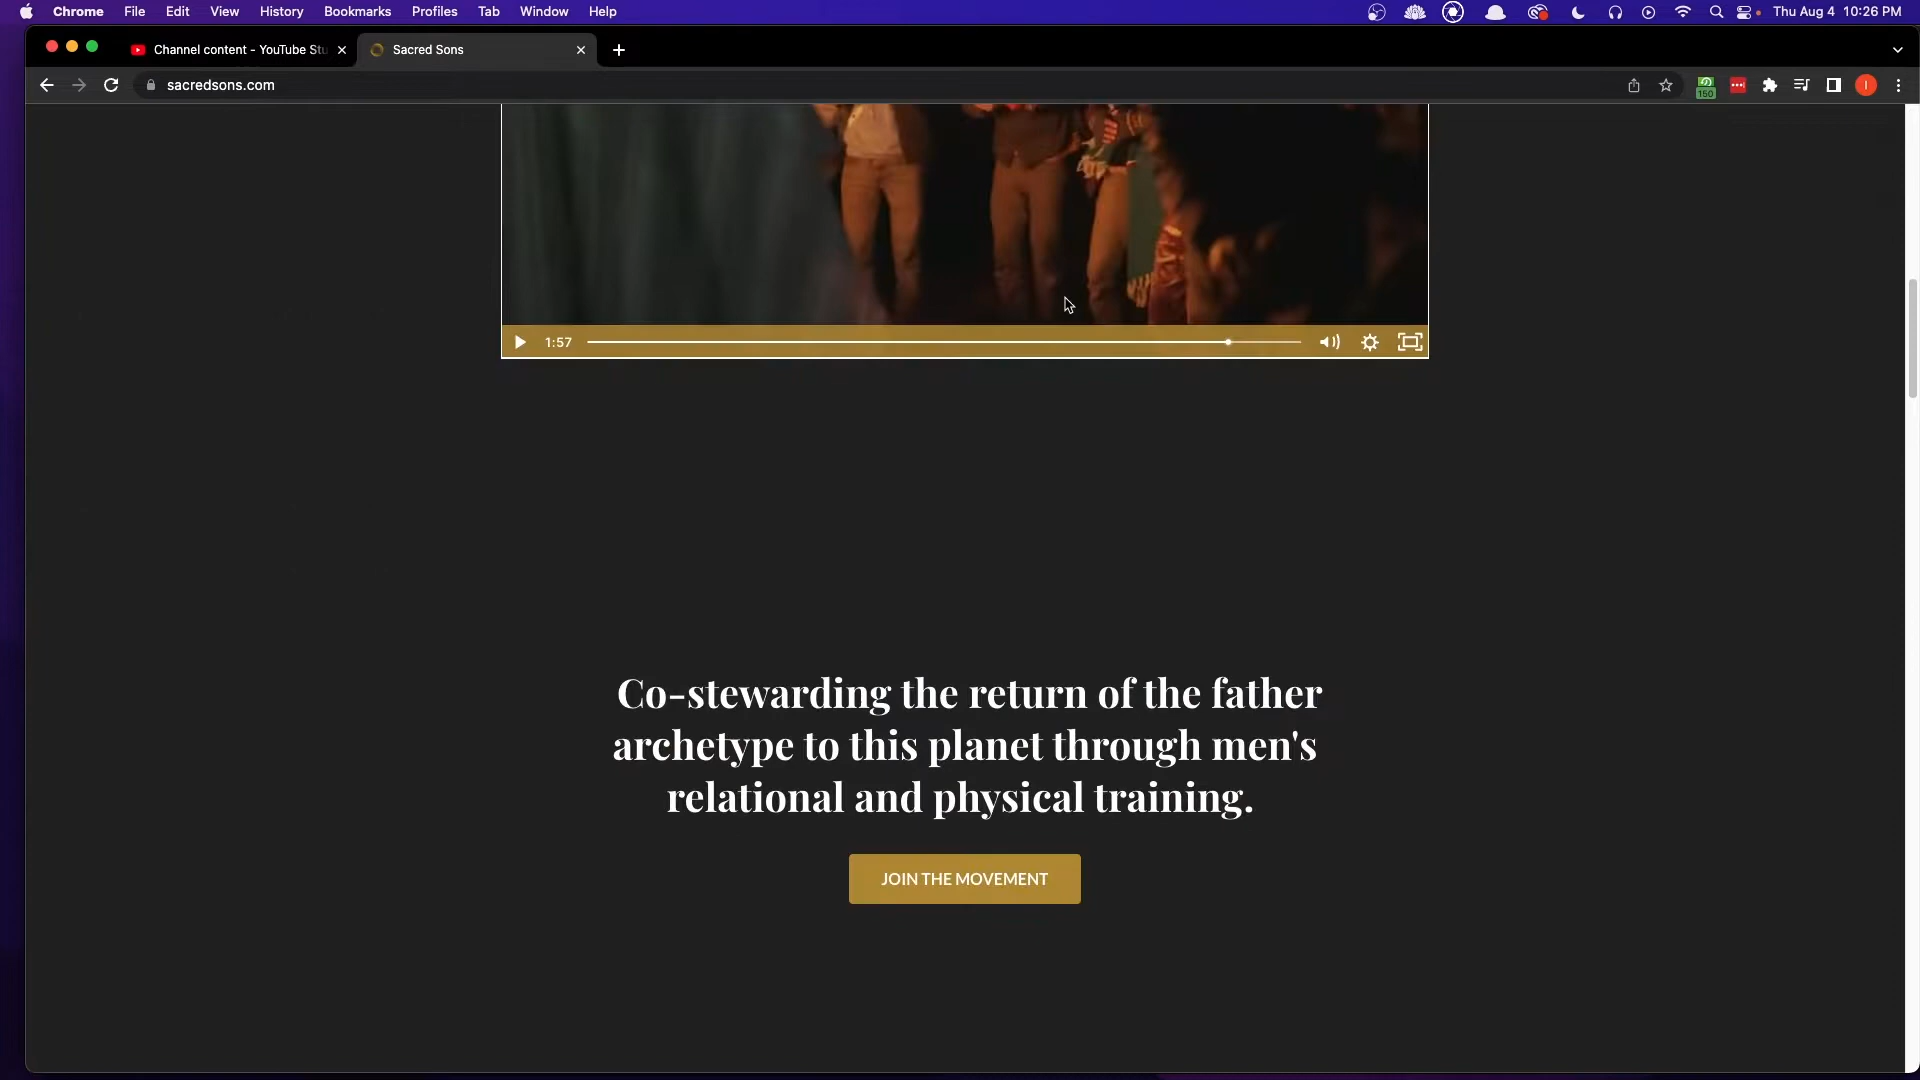 Chrome File Edit View History Bookmarks Profiles Tab Window Help Thu Aug 4 10:26 PM
Channel content - YouTube Stu Sacred Sons
sacredsons.com 150
1:57
Co-stewarding the return of the father
archetype to this planet through men's
relational and physical training.
JOIN THE MOVEMENT